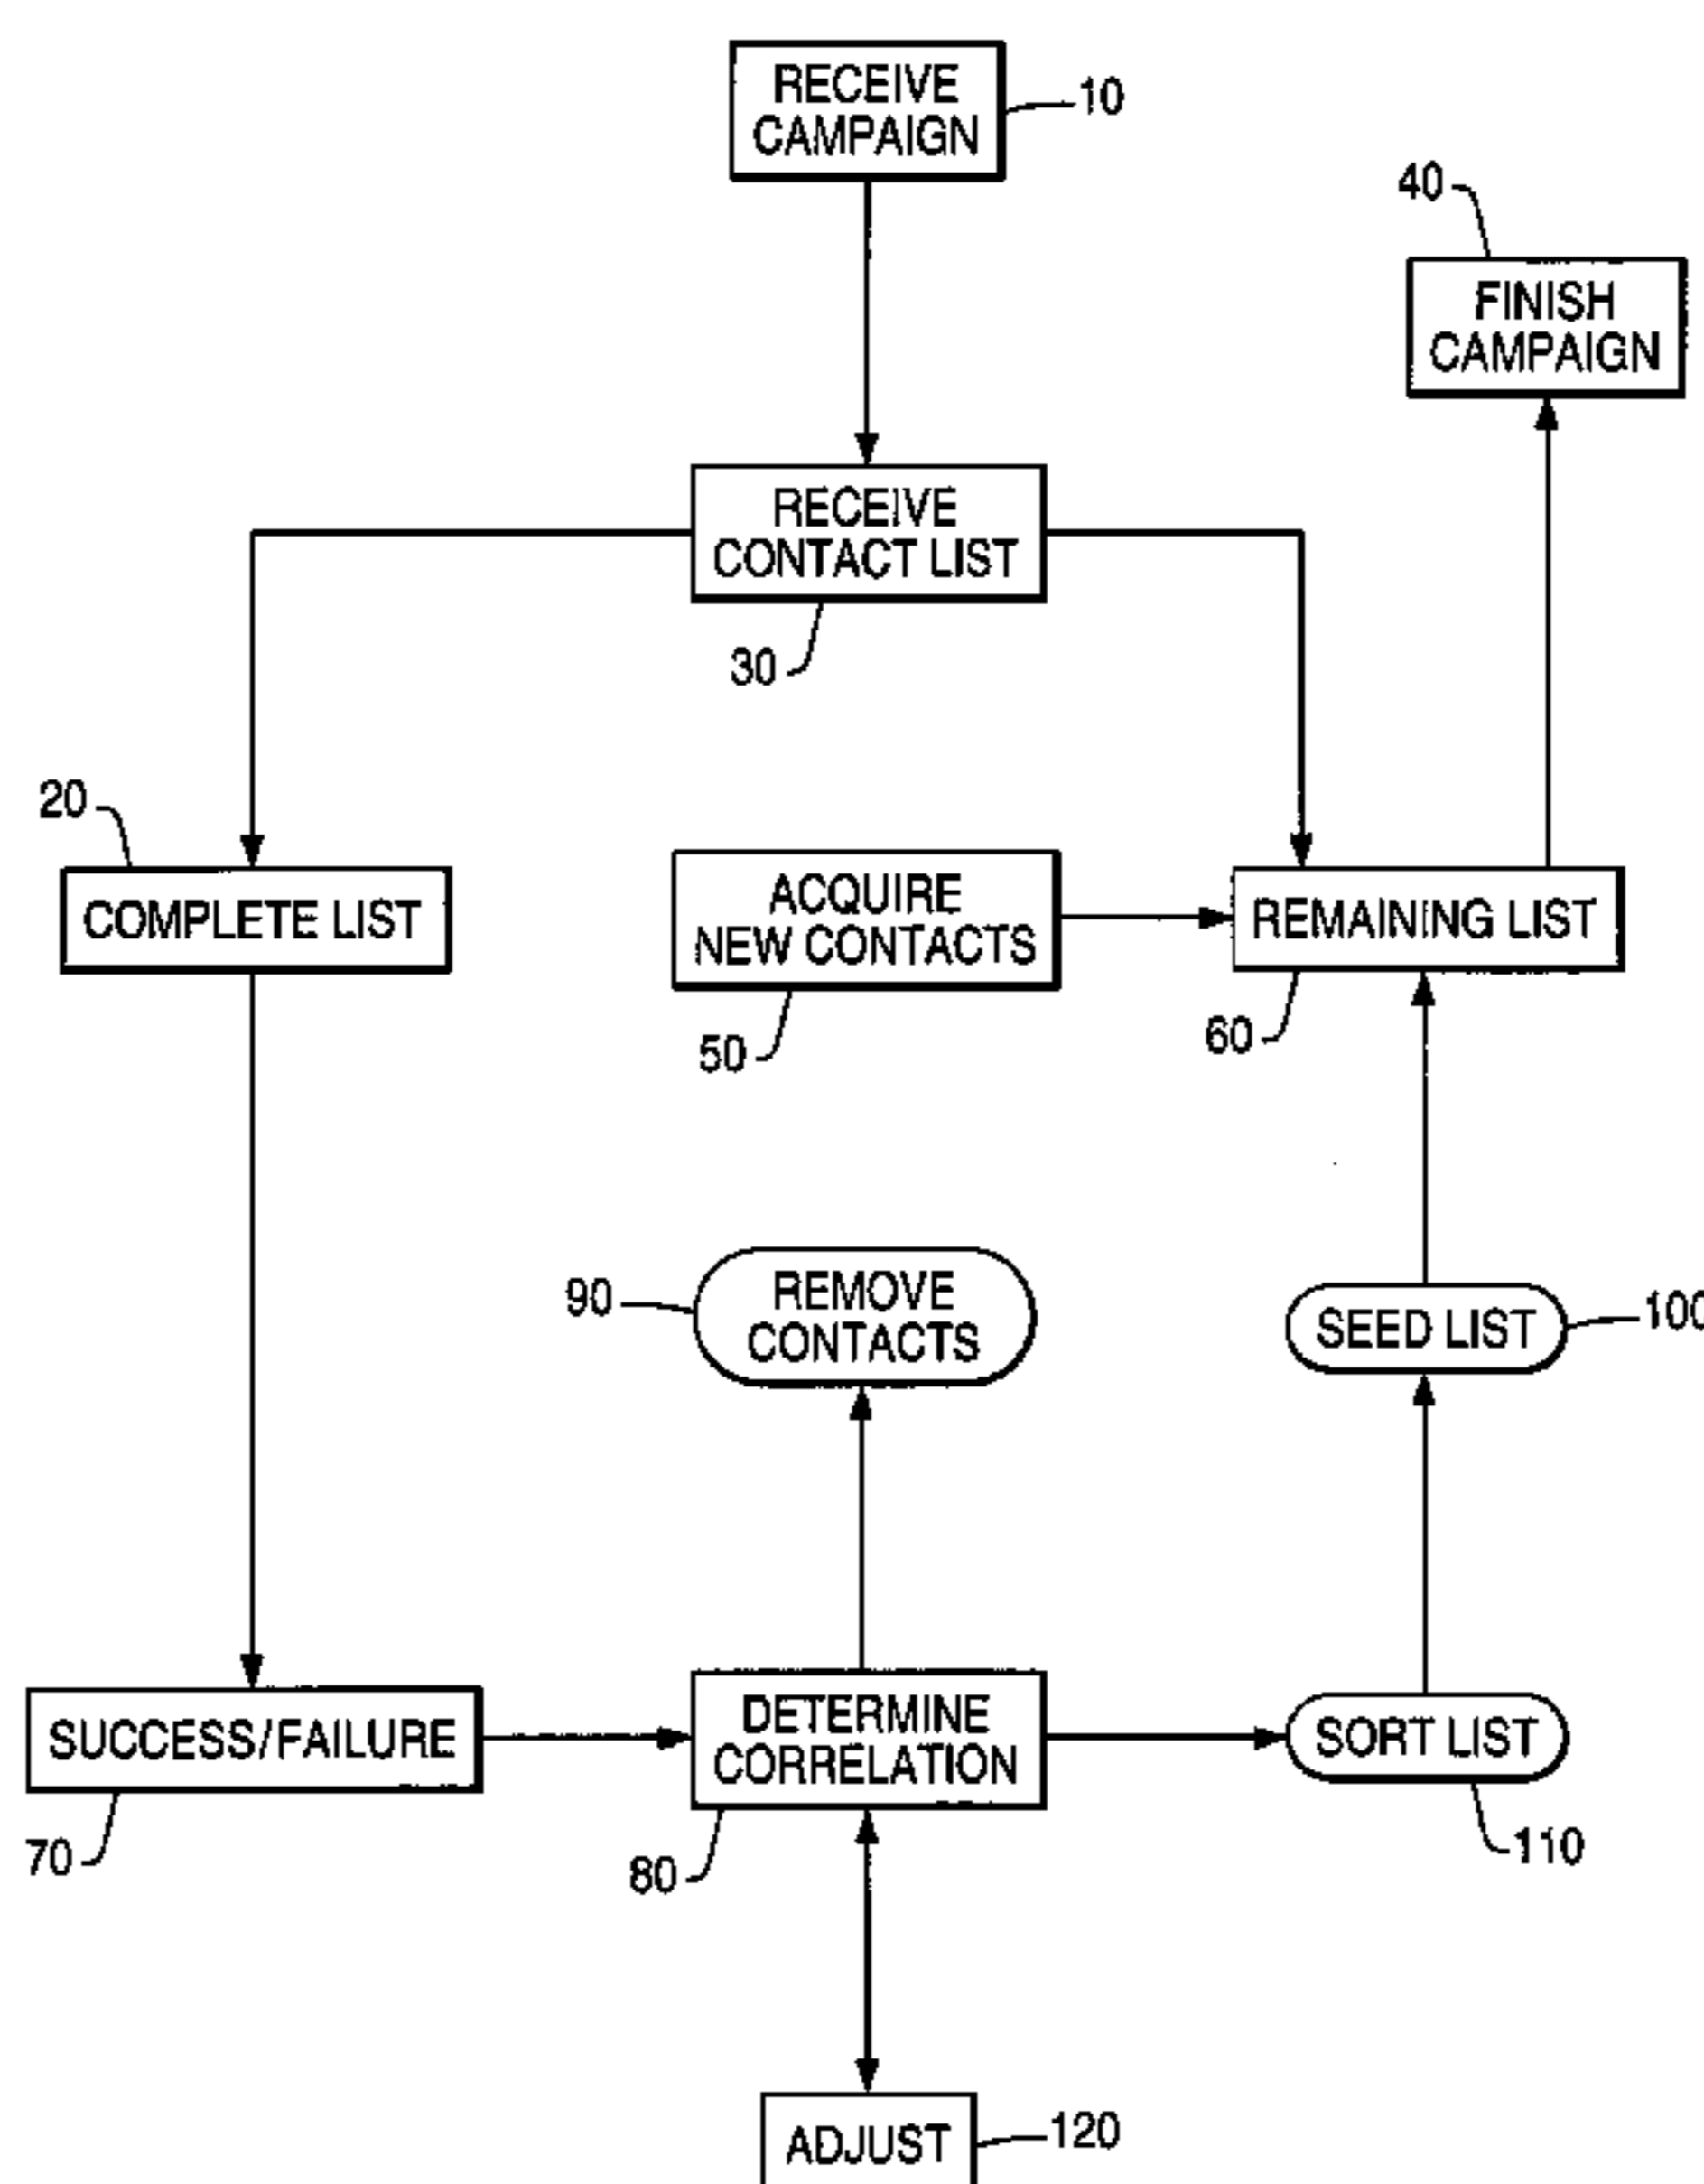 RECEIVE
CAMPAIGN
10
40
FINISH
CAMPAIGN
RECEIVE
CONTACT LIST
30
20
COMPLETE LIST
ACQUIRE
NEW CONTACTS
REMAINING LIST
50
60
90
REMOVE
CONTACTS
SEED LIST
100
SUCCESS/FAILURE
DETERMINE
CORRELATION
SORT LIST
70
80
110
ADJUST
120